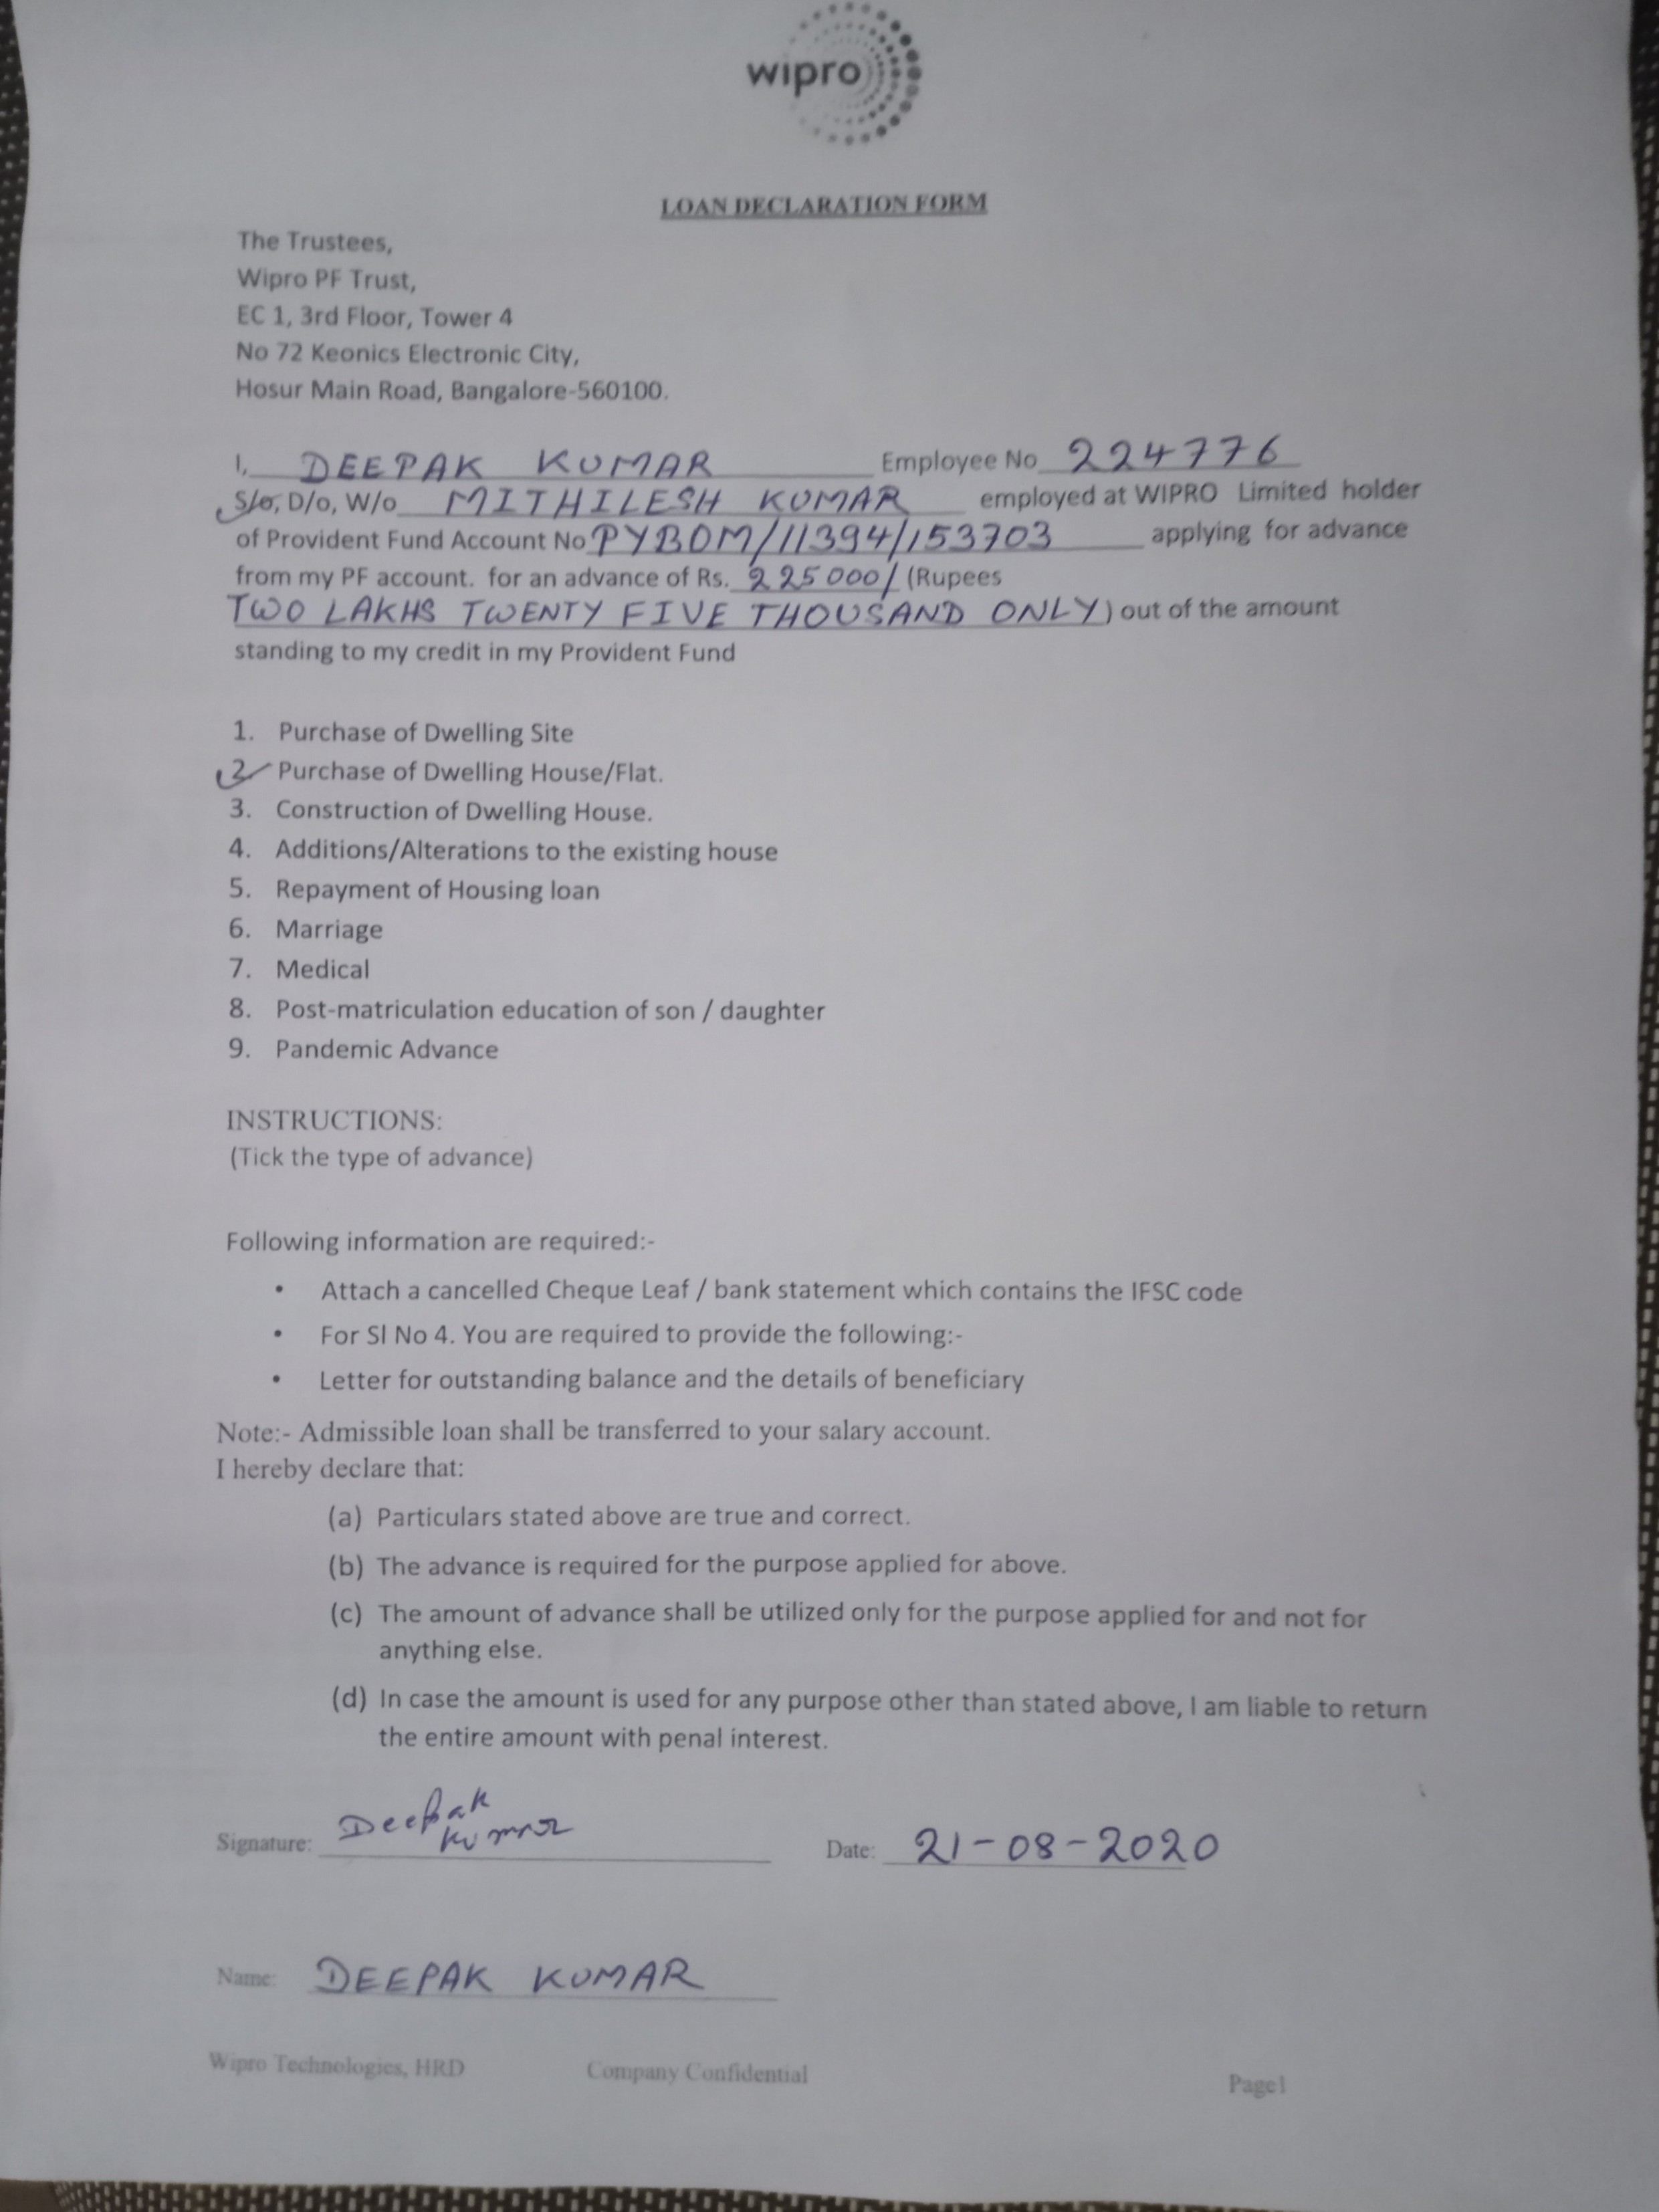 wipro
LOAN DECLARATION FORM
The Trustees,
Wipro PF Trust,
EC 1, 3rd Floor, Tower 4
No 72 Keonics Electronic City,
Hosur Main Road, Bangalore-560100.
I, DEEPAK KUMAR Employee No 224776
S/o, D/o, W/o MITHILESH KUMAR employed at WIPRO Limited holder
of Provident Fund Account No PYBOM/11394/153703 applying for advance
from my PF account. for an advance of Rs. 225000/ (Rupees
TWO LAKHS TWENTY FIVE THOUSAND ONLY) out of the amount
standing to my credit in my Provident Fund
1. Purchase of Dwelling Site
2. Purchase of Dwelling House/Flat.
3. Construction of Dwelling House.
4. Additions/Alterations to the existing house
5. Repayment of Housing loan
6. Marriage
7. Medical
8. Post-matriculation education of son / daughter
9. Pandemic Advance
INSTRUCTIONS:
(Tick the type of advance)
Following information are required:-
• Attach a cancelled Cheque Leaf / bank statement which contains the IFSC code
• For Sl No 4. You are required to provide the following:-
• Letter for outstanding balance and the details of beneficiary
Note:- Admissible loan shall be transferred to your salary account.
I hereby declare that:
(a) Particulars stated above are true and correct.
(b) The advance is required for the purpose applied for above.
(c) The amount of advance shall be utilized only for the purpose applied for and not for
anything else.
(d) In case the amount is used for any purpose other than stated above, I am liable to return
the entire amount with penal interest.
Signature: Deepak Kumar Date: 21-08-2020
Name: DEEPAK KUMAR
Wipro Technologies, HRD Company Confidential Page1